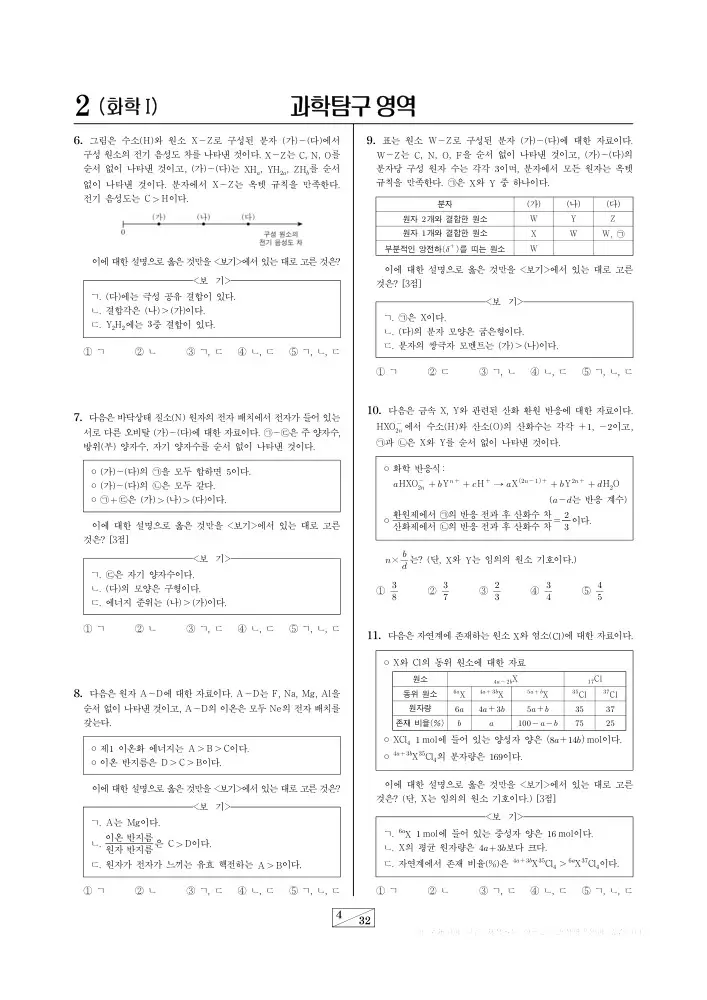 2 (화학Ⅰ)
과학탐구 영역
6. 그림은 수소(H)와 원소 X~Z로 구성된 분자 (가)~(다)에서
구성 원소의 전기 음성도 차를 나타낸 것이다. X~Z는 C, N, O를
순서 없이 나타낸 것이고, (가)~(다)는 XHₐ, YH₂ₐ, ZH_b를 순서
없이 나타낸 것이다. 분자에서 X~Z는 옥텟 규칙을 만족한다.
전기 음성도는 C>H이다.
(가) (나) (다)
0
구성 원소의
전기 음성도 차
이에 대한 설명으로 옳은 것만을 <보기>에서 있는 대로 고른 것은?
<보 기>
ㄱ. (다)에는 극성 공유 결합이 있다.
ㄴ. 결합각은 (나)>(가)이다.
ㄷ. Y₂H₂에는 3중 결합이 있다.
① ㄱ ② ㄴ ③ ㄱ, ㄷ ④ ㄴ, ㄷ ⑤ ㄱ, ㄴ, ㄷ
7. 다음은 바닥상태 질소(N) 원자의 전자 배치에서 전자가 들어 있는
서로 다른 오비탈 (가)~(다)에 대한 자료이다. ㉠~㉢은 주 양자수,
방위(부) 양자수, 자기 양자수를 순서 없이 나타낸 것이다.
○ (가)~(다)의 ㉠을 모두 합하면 5이다.
○ (가)~(다)의 ㉡은 모두 같다.
○ ㉠+㉢은 (가)>(나)>(다)이다.
이에 대한 설명으로 옳은 것만을 <보기>에서 있는 대로 고른
것은? [3점]
<보 기>
ㄱ. ㉢은 자기 양자수이다.
ㄴ. (다)의 모양은 구형이다.
ㄷ. 에너지 준위는 (나)>(가)이다.
① ㄱ ② ㄴ ③ ㄱ, ㄷ ④ ㄴ, ㄷ ⑤ ㄱ, ㄴ, ㄷ
8. 다음은 원자 A~D에 대한 자료이다. A~D는 F, Na, Mg, Al을
순서 없이 나타낸 것이고, A~D의 이온은 모두 Ne의 전자 배치를
갖는다.
○ 제1 이온화 에너지는 A>B>C이다.
○ 이온 반지름은 D>C>B이다.
이에 대한 설명으로 옳은 것만을 <보기>에서 있는 대로 고른 것은?
<보 기>
ㄱ. A는 Mg이다.
ㄴ. 이온 반지름/원자 반지름은 C>D이다.
ㄷ. 원자가 전자가 느끼는 유효 핵전하는 A>B이다.
① ㄱ ② ㄴ ③ ㄱ, ㄷ ④ ㄴ, ㄷ ⑤ ㄱ, ㄴ, ㄷ
9. 표는 원소 W~Z로 구성된 분자 (가)~(다)에 대한 자료이다.
W~Z는 C, N, O, F을 순서 없이 나타낸 것이고, (가)~(다)의
분자당 구성 원자 수는 각각 3이며, 분자에서 모든 원자는 옥텟
규칙을 만족한다. ㉠은 X와 Y 중 하나이다.
분자 (가) (나) (다)
원자 2개와 결합한 원소 W Y Z
원자 1개와 결합한 원소 X W W, ㉠
부분적인 양전하(δ⁺)를 띠는 원소 W
이에 대한 설명으로 옳은 것만을 <보기>에서 있는 대로 고른
것은? [3점]
<보 기>
ㄱ. ㉠은 X이다.
ㄴ. (다)의 분자 모양은 굽은형이다.
ㄷ. 분자의 쌍극자 모멘트는 (가)>(나)이다.
① ㄱ ② ㄷ ③ ㄱ, ㄴ ④ ㄴ, ㄷ ⑤ ㄱ, ㄴ, ㄷ
10. 다음은 금속 X, Y와 관련된 산화 환원 반응에 대한 자료이다.
HXO₂ₙ⁻에서 수소(H)와 산소(O)의 산화수는 각각 +1, −2이고,
㉠과 ㉡은 X와 Y를 순서 없이 나타낸 것이다.
○ 화학 반응식:
aHXO₂ₙ⁻ + bYⁿ⁺ + cH⁺ → aX⁽²ⁿ⁻¹⁾⁺ + bY²ⁿ⁺ + dH₂O
(a~d는 반응 계수)
○ 환원제에서 ㉠의 반응 전과 후 산화수 차/산화제에서 ㉡의 반응 전과 후 산화수 차 = 2/3이다.
n×b/d는? (단, X와 Y는 임의의 원소 기호이다.)
① 3/8 ② 3/7 ③ 2/3 ④ 3/4 ⑤ 4/5
11. 다음은 자연계에 존재하는 원소 X와 염소(Cl)에 대한 자료이다.
○ X와 Cl의 동위 원소에 대한 자료
원소 ₄ₐ₋₂bX ₁₇Cl
동위 원소 ⁶ᵃX ⁴ᵃ⁺³ᵇX ⁵ᵃ⁺ᵇX ³⁵Cl ³⁷Cl
원자량 6a 4a+3b 5a+b 35 37
존재 비율(%) b a 100−a−b 75 25
○ XCl₄ 1mol에 들어 있는 양성자 양은 (8a+14b)mol이다.
○ ⁴ᵃ⁺³ᵇX³⁵Cl₄의 분자량은 169이다.
이에 대한 설명으로 옳은 것만을 <보기>에서 있는 대로 고른
것은? (단, X는 임의의 원소 기호이다.) [3점]
<보 기>
ㄱ. ⁶ᵃX 1mol에 들어 있는 중성자 양은 16mol이다.
ㄴ. X의 평균 원자량은 4a+3b보다 크다.
ㄷ. 자연계에서 존재 비율(%)은 ⁴ᵃ⁺³ᵇX³⁵Cl₄ > ⁶ᵃX³⁷Cl₄이다.
① ㄱ ② ㄴ ③ ㄱ, ㄷ ④ ㄴ, ㄷ ⑤ ㄱ, ㄴ, ㄷ
4 32